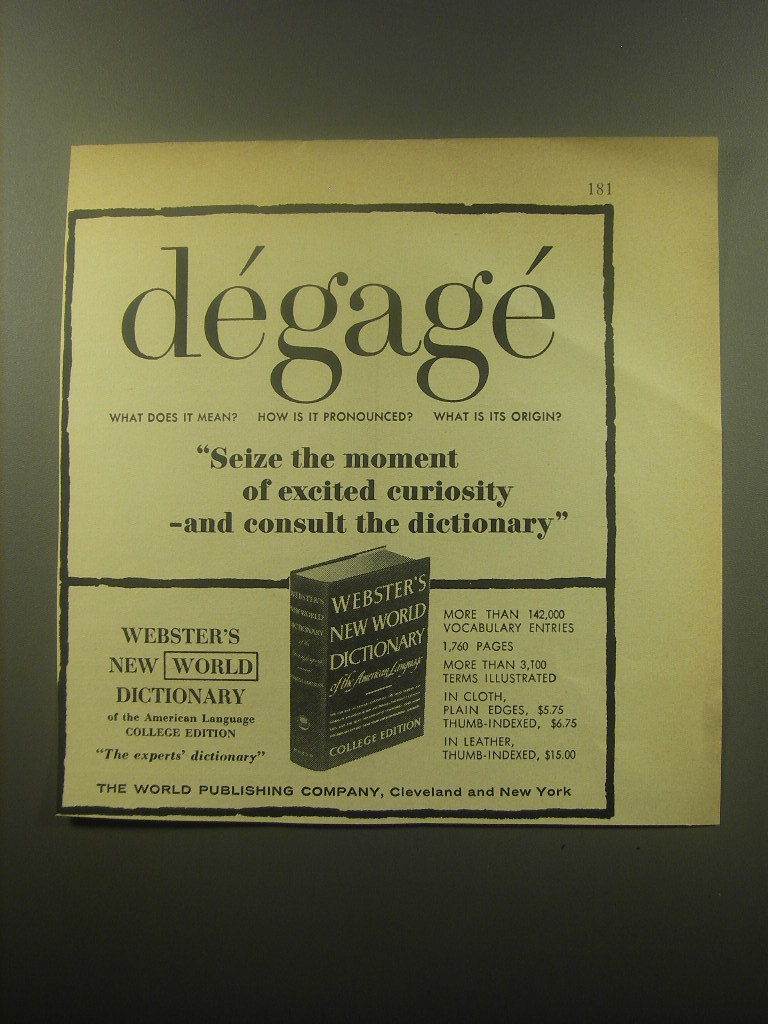 181
dégagé
WHAT DOES IT MEAN? HOW IS IT PRONOUNCED? WHAT IS ITS ORIGIN?
“Seize the moment
of excited curiosity
-and consult the dictionary”
WEBSTER'S
NEW WORLD
DICTIONARY
of the American Language
COLLEGE EDITION
"The experts' dictionary"
WEBSTER'S
NEW WORLD
DICTIONARY
WEBSTER'S
NEW WORLD
DICTIONARY
of the American Language
COLLEGE EDITION
MORE THAN 142,000
VOCABULARY ENTRIES
1,760 PAGES
MORE THAN 3,100
TERMS ILLUSTRATED
IN CLOTH,
PLAIN EDGES, $5.75
THUMB-INDEXED, $6.75
IN LEATHER,
THUMB-INDEXED, $15.00
THE WORLD PUBLISHING COMPANY, Cleveland and New York